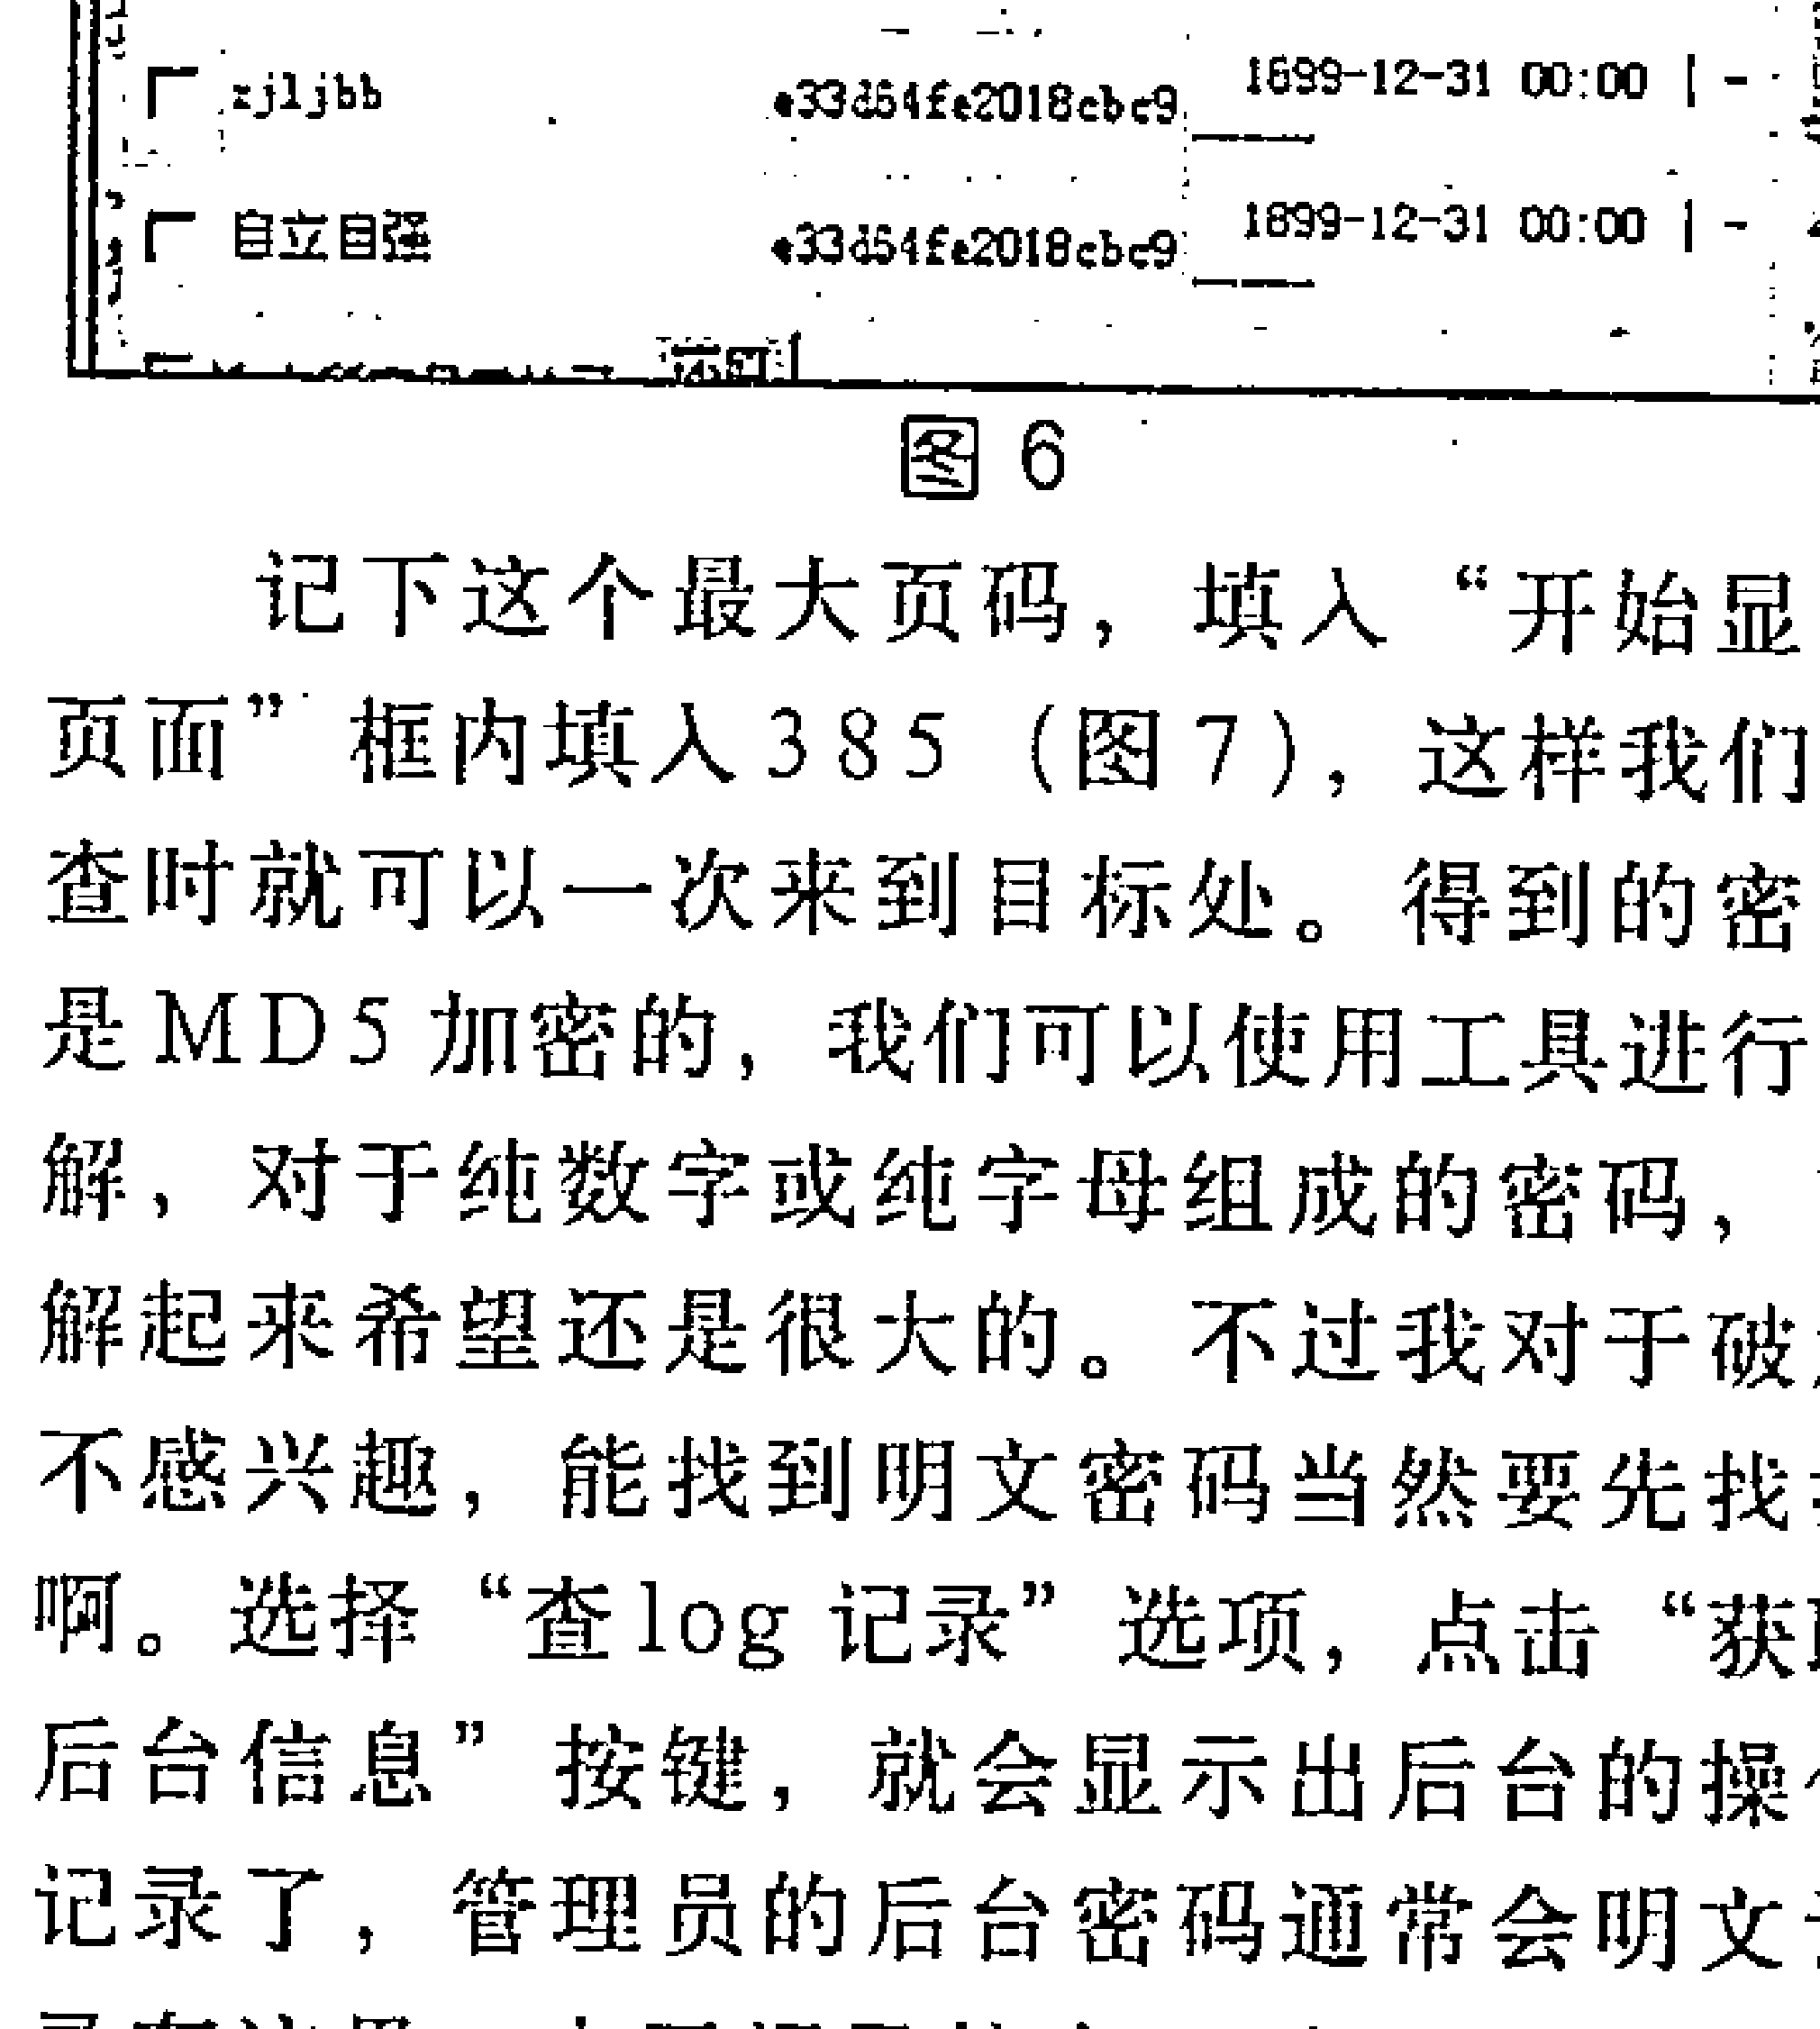 zjljbb e33d64fe2018cbc9 1699-12-31 00:00 | -
自立自强 e33d64fe2018cbc9 1899-12-31 00:00 | -
图 6
记下这个最大页码，填入“开始显
页面”框内填入385（图7），这样我们
查时就可以一次来到目标处。得到的密
是MD5加密的，我们可以使用工具进行
解，对于纯数字或纯字母组成的密码，
解起来希望还是很大的。不过我对于破
不感兴趣，能找到明文密码当然要先找
啊。选择“查log记录”选项，点击“获
后台信息”按键，就会显示出后台的操
记录了，管理员的后台密码通常会明文